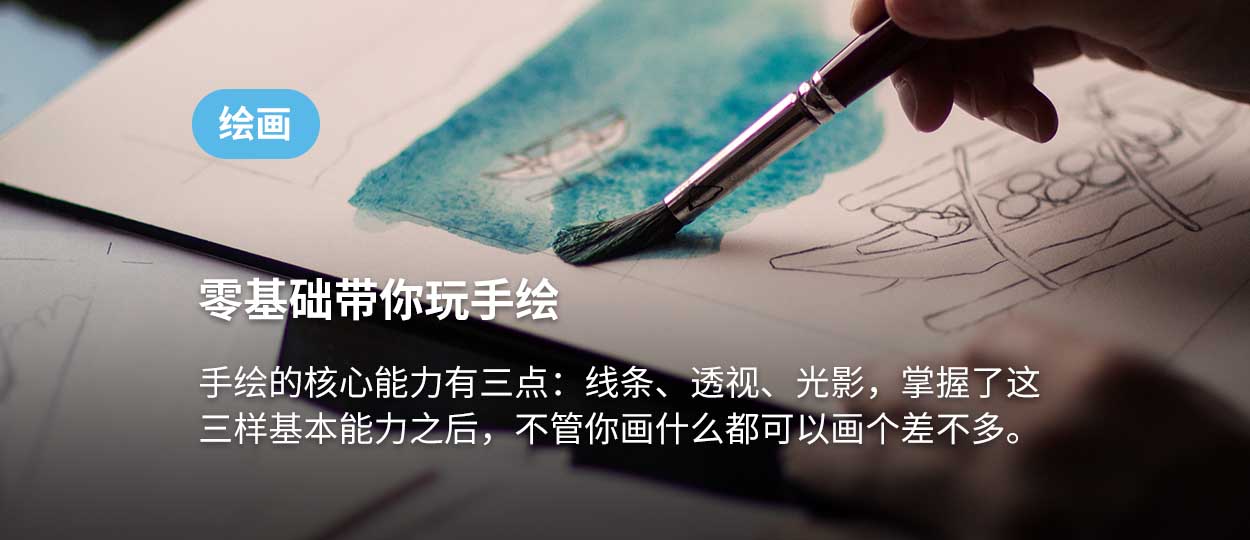 绘画
零基础带你玩手绘
手绘的核心能力有三点：线条、透视、光影，掌握了这
三样基本能力之后，不管你画什么都可以画个差不多。